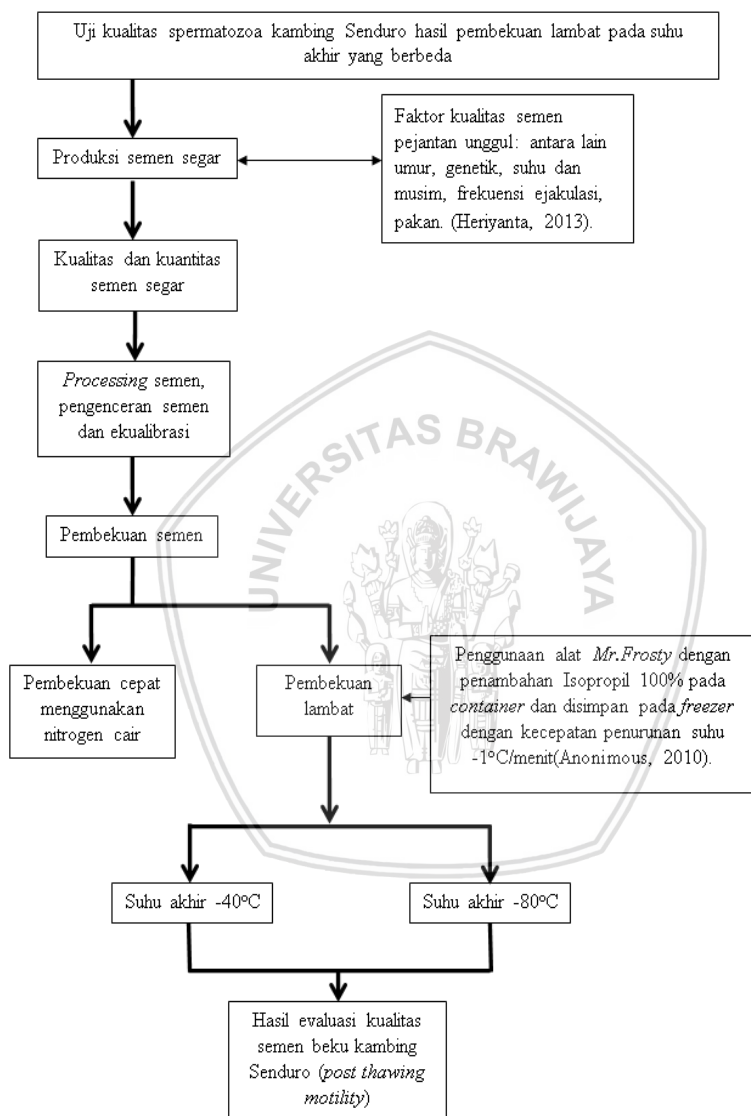 Uji kualitas spermatozoa kambing Senduro hasil pembekuan lambat pada suhu
akhir yang berbeda
Produksi semen segar
Faktor kualitas semen
pejantan unggul: antara lain
umur, genetik, suhu dan
musim, frekuensi ejakulasi,
pakan. (Heriyanta, 2013).
Kualitas dan kuantitas
semen segar
Processing semen,
pengenceran semen
dan ekualibrasi
UNIVERSITAS BRAWIJAYA
Pembekuan semen
Pembekuan cepat
menggunakan
nitrogen cair
Pembekuan
lambat
Penggunaan alat Mr.Frosty dengan
penambahan Isopropil 100% pada
container dan disimpan pada freezer
dengan kecepatan penurunan suhu
-1°C/menit(Anonimous, 2010).
Suhu akhir -40°C
Suhu akhir -80°C
Hasil evaluasi kualitas
semen beku kambing
Senduro (post thawing
motility)